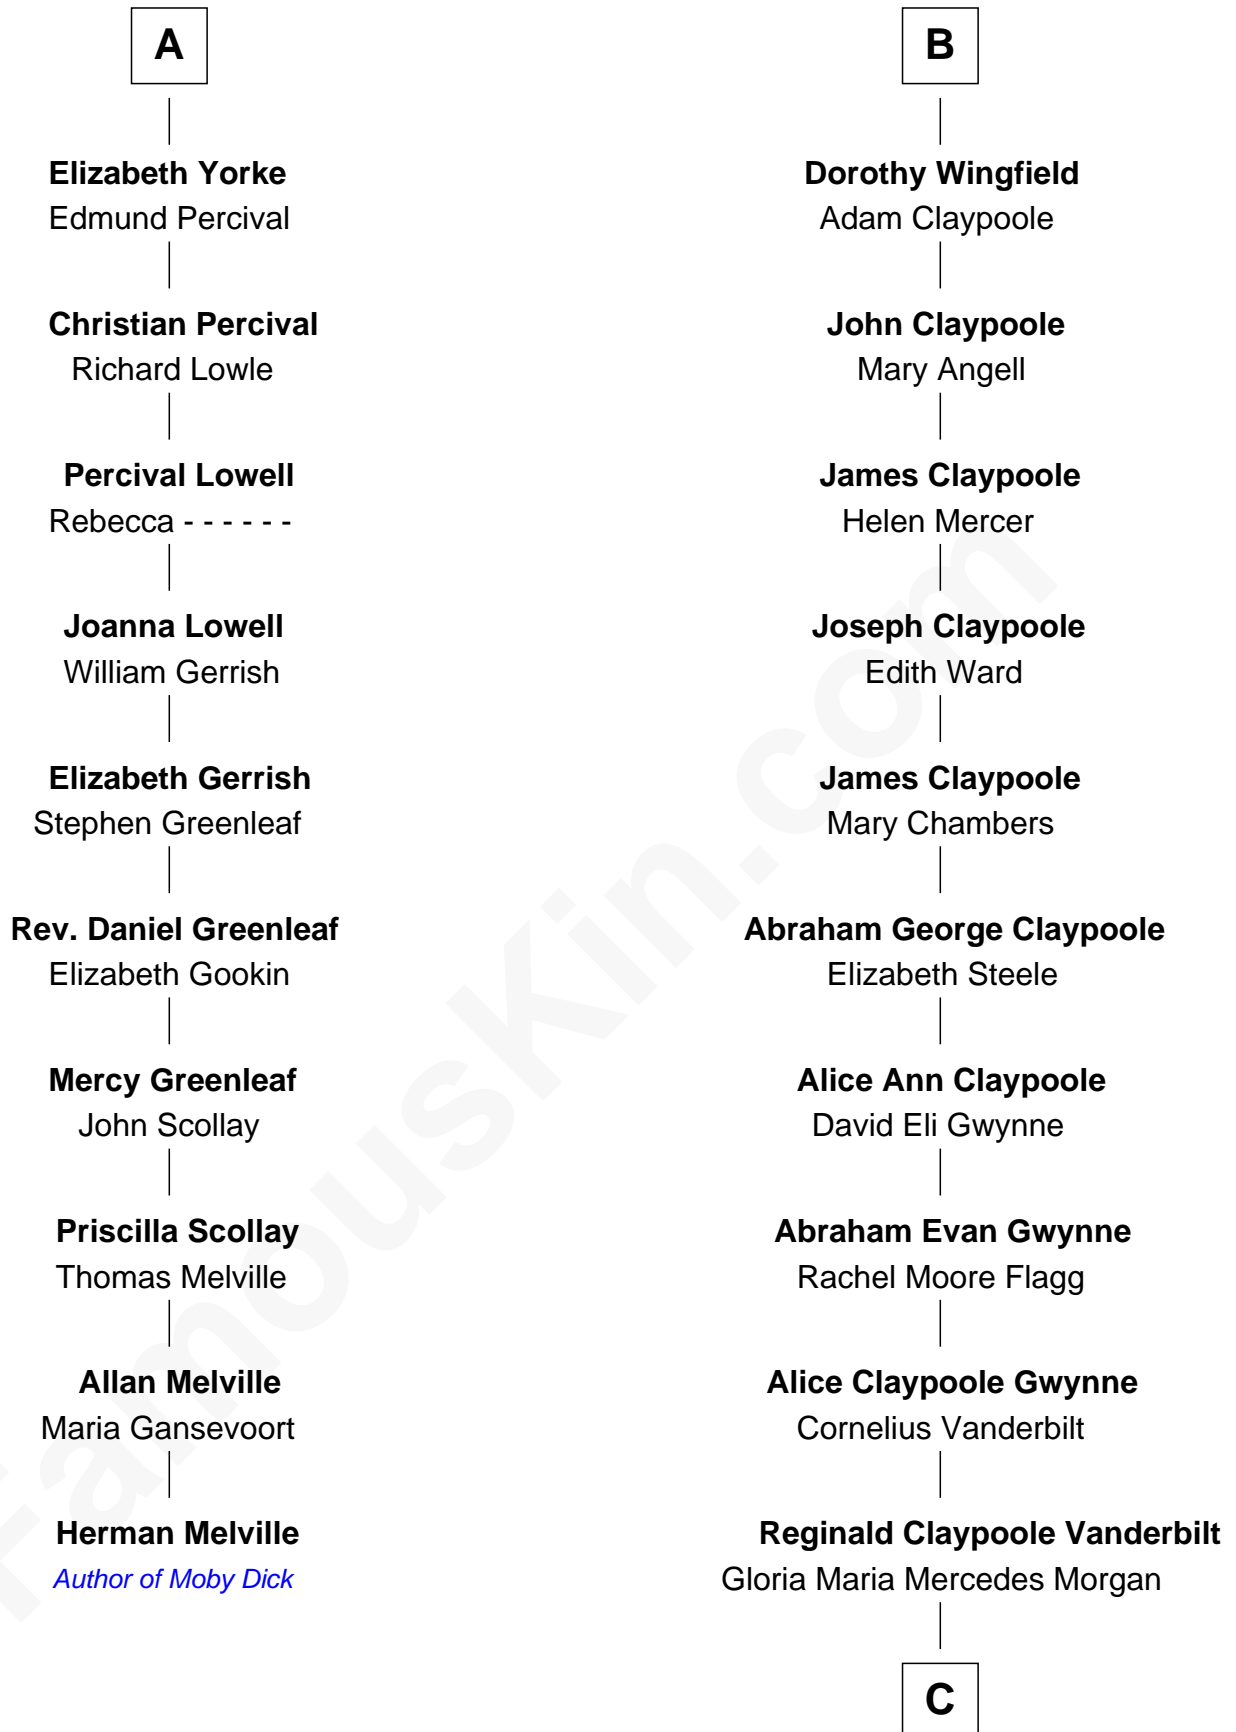 A
Elizabeth Yorke
Edmund Percival
Christian Percival
Richard Lowle
Percival Lowell
Rebecca - - - - - -
Joanna Lowell
William Gerrish
Elizabeth Gerrish
Stephen Greenleaf
Rev. Daniel Greenleaf
Elizabeth Gookin
Mercy Greenleaf
John Scollay
Priscilla Scollay
Thomas Melville
Allan Melville
Maria Gansevoort
Herman Melville
Author of Moby Dick
B
Dorothy Wingfield
Adam Claypoole
John Claypoole
Mary Angell
James Claypoole
Helen Mercer
Joseph Claypoole
Edith Ward
James Claypoole
Mary Chambers
Abraham George Claypoole
Elizabeth Steele
Alice Ann Claypoole
David Eli Gwynne
Abraham Evan Gwynne
Rachel Moore Flagg
Alice Claypoole Gwynne
Cornelius Vanderbilt
Reginald Claypoole Vanderbilt
Gloria Maria Mercedes Morgan
C
FamousKin.com